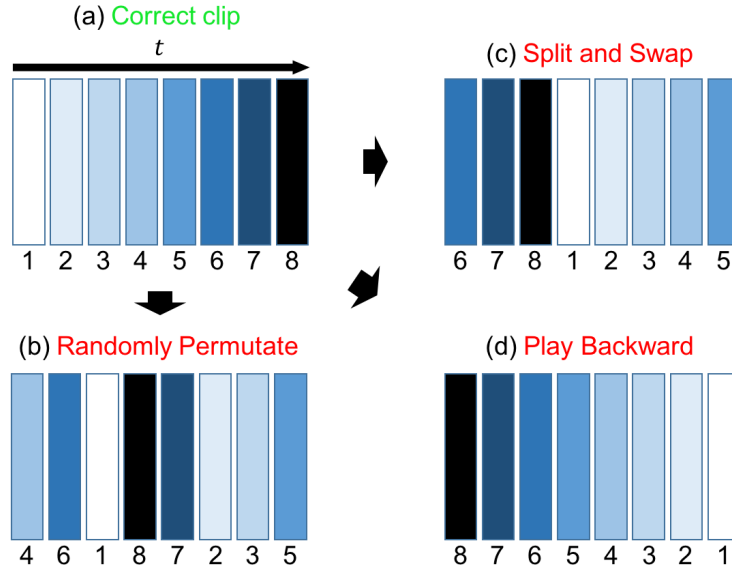 (a) Correct clip
t
1 2 3 4 5 6 7 8
(c) Split and Swap
6 7 8 1 2 3 4 5
(b) Randomly Permutate
4 6 1 8 7 2 3 5
(d) Play Backward
8 7 6 5 4 3 2 1